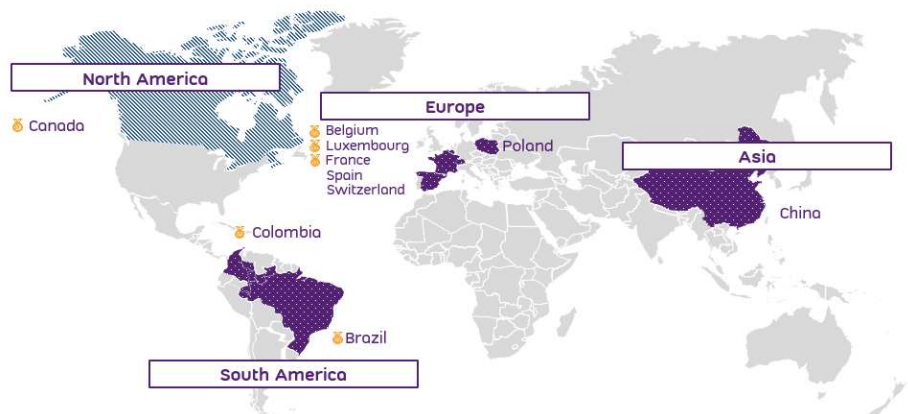 North America
Canada
Europe
Belgium
Luxembourg
France
Spain
Switzerland
Poland
Asia
China
Colombia
Brazil
South America